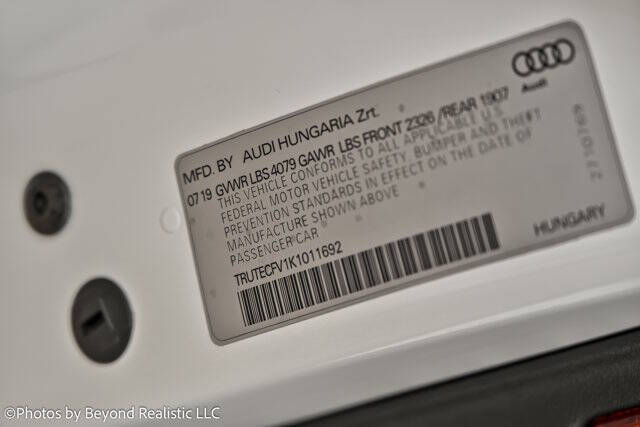 Audi
MFD. BY AUDI HUNGARIA Zrt.
07 19 GVWR LBS 4079 GAWR LBS FRONT 2326 /REAR 1907
THIS VEHICLE CONFORMS TO ALL APPLICABLE U.S.
FEDERAL MOTOR VEHICLE SAFETY, BUMPER AND THEFT
PREVENTION STANDARDS IN EFFECT ON THE DATE OF
MANUFACTURE SHOWN ABOVE
PASSENGER CAR
TRUTECFV1K1011692
HUNGARY
©Photos by Beyond Realistic LLC